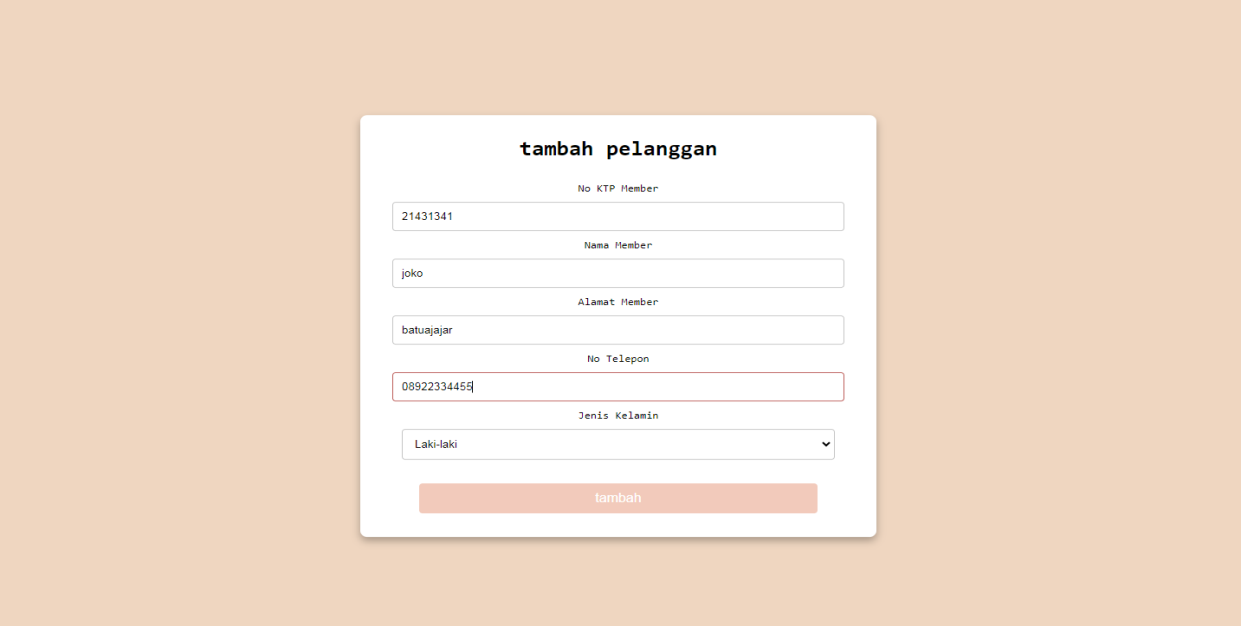 tambah pelanggan
No KTP Member
21431341
Nama Member
joko
Alamat Member
batuajajar
No Telepon
08922334455
Jenis Kelamin
Laki-laki
tambah